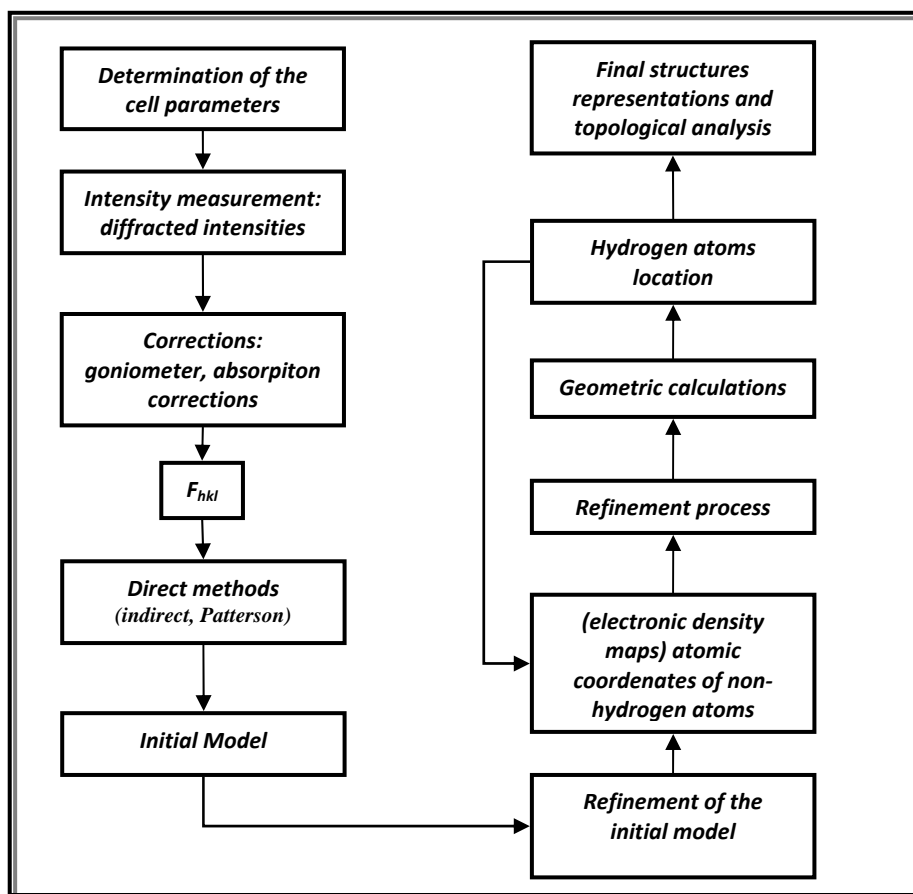 Determination of the
cell parameters
Intensity measurement:
diffracted intensities
Corrections:
goniometer, absorpiton
corrections
Fhkl
Direct methods
(indirect, Patterson)
Initial Model
Final structures
representations and
topological analysis
Hydrogen atoms
location
Geometric calculations
Refinement process
(electronic density
maps) atomic
coordenates of non-
hydrogen atoms
Refinement of the
initial model